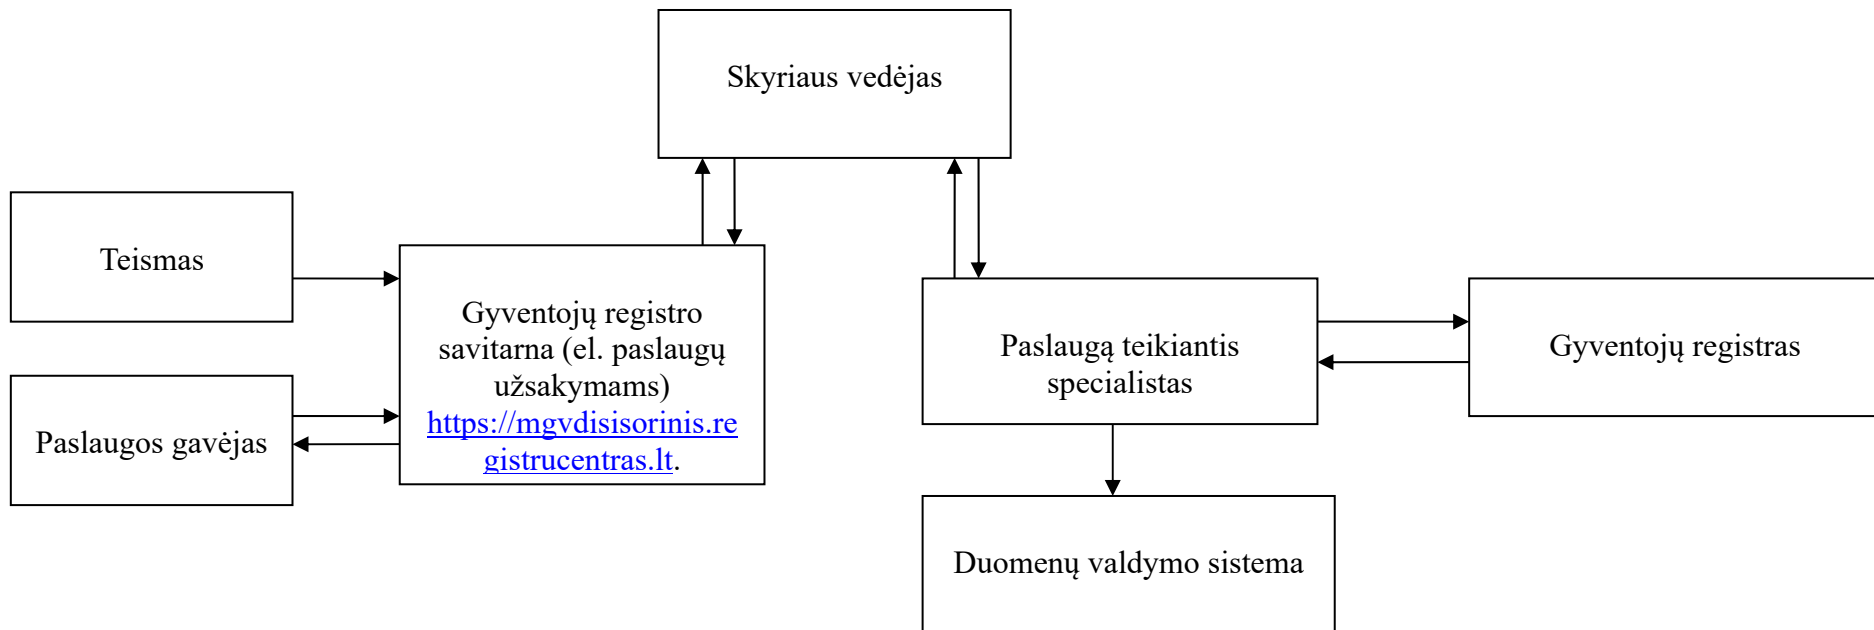 Skyriaus vedėjas
Teismas
Gyventojų registro
savitarna (el. paslaugų
užsakymams)
https://mgvdisisorinis.re
gistrucentras.lt.
Paslaugos gavėjas
Paslaugą teikiantis
specialistas
Gyventojų registras
Duomenų valdymo sistema